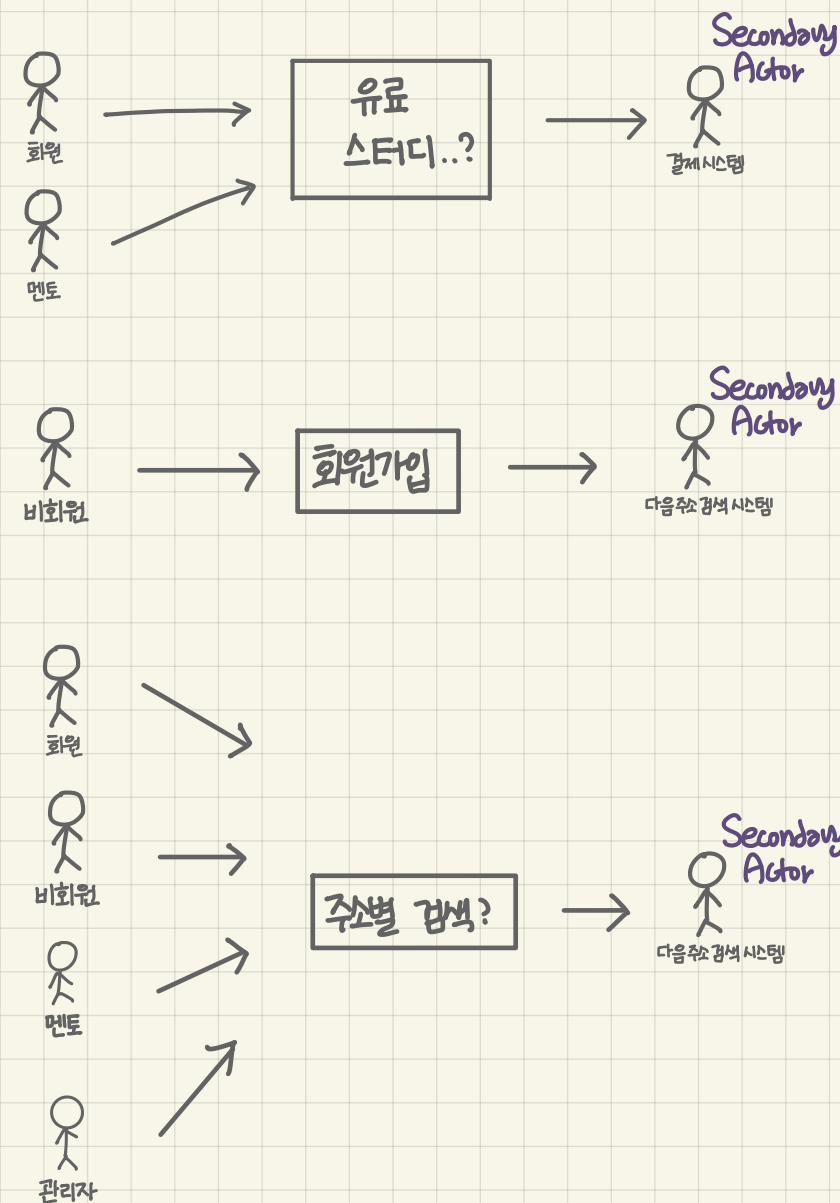 Secondary
Actor
회원
유료
스터디..?
결제시스템
멘토
Secondary
Actor
비회원
회원가입
다음주소검색 시스템
회원
비회원
Secondary
Actor
주소별 검색?
다음주소검색 시스템
멘토
관리자